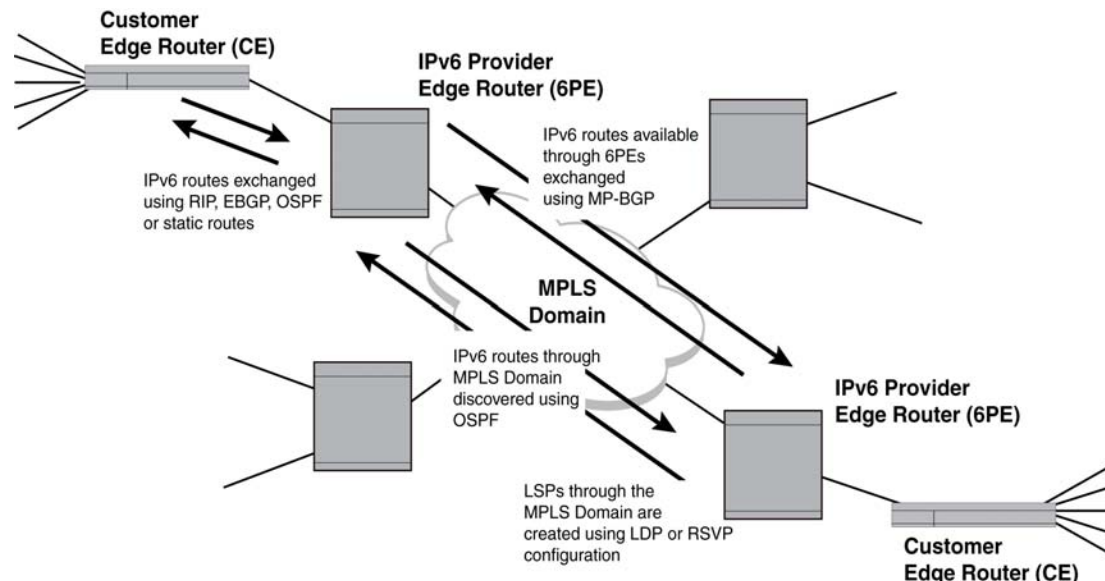 Customer
Edge Router (CE)
IPv6 Provider
Edge Router (6PE)
IPv6 routes available
through 6PEs
exchanged
using MP-BGP
IPv6 routes exchanged
using RIP, EBGP, OSPF
or static routes
MPLS
Domain
IPv6 routes through
MPLS Domain
discovered using
OSPF
IPv6 Provider
Edge Router (6PE)
LSPs through the
MPLS Domain are
created using LDP or RSVP
configuration
Customer
Edge Router (CE)